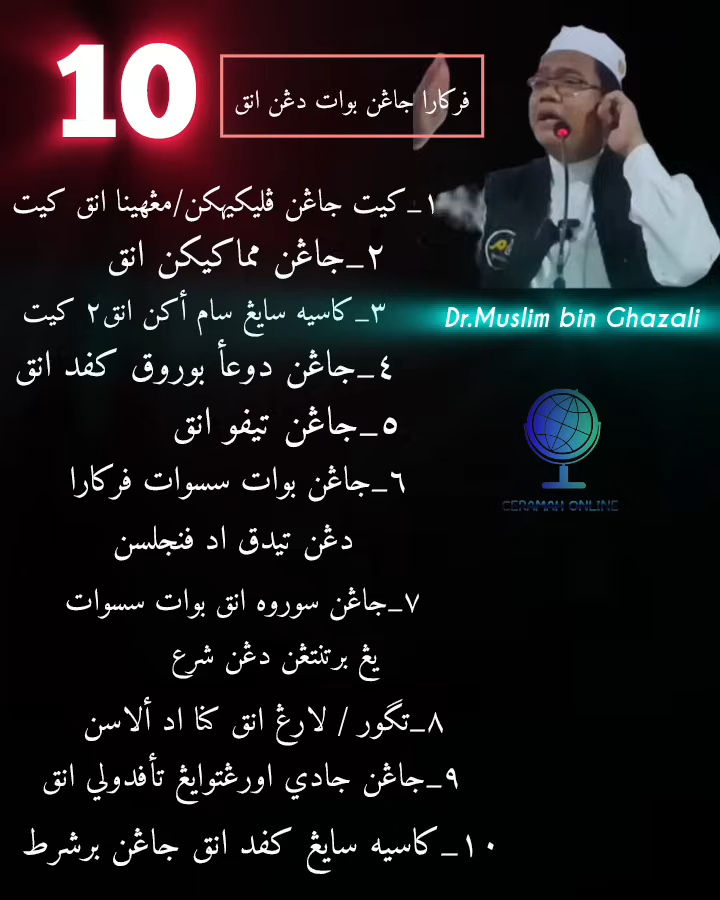 10
فركارا جاڠن بوات دڠن انق
١_كيت جاڠن ڤليكيهكن/مڠهينا انق كيت
٢_جاڠن مماكيكن انق
٣_كاسيه سايڠ سام أكن انق٢ كيت
Dr.Muslim bin Ghazali
٤_جاڠن دوعأ بوروق كفد انق
٥_جاڠن تيفو انق
٦_جاڠن بوات سسوات فركارا
دڠن تيدق اد فنجلسن
CERAMAH ONLINE
٧_جاڠن سوروه انق بوات سسوات
يڠ برتنتڠن دڠن شرع
٨_تگور / لارڠ انق كنا اد ألاسن
٩_جاڠن جادي اورڠتوايڠ تأفدولي انق
١٠_كاسيه سايڠ كفد انق جاڠن برشرط